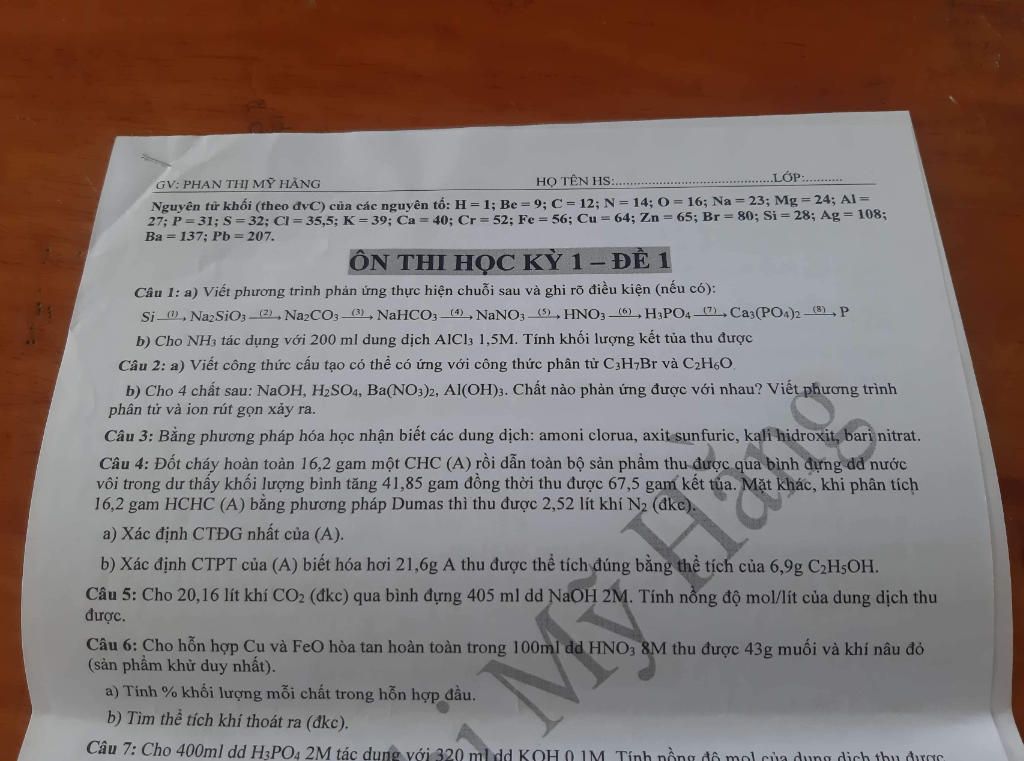 GV: PHAN THỊ MỸ HẰNG HỌ TÊN HS:..........................................LỚP:..........
Nguyên tử khối (theo đvC) của các nguyên tố: H = 1; Be = 9; C = 12; N = 14; O = 16; Na = 23; Mg = 24; Al =
27; P = 31; S = 32; Cl = 35,5; K = 39; Ca = 40; Cr = 52; Fe = 56; Cu = 64; Zn = 65; Br = 80; Si = 28; Ag = 108;
Ba = 137; Pb = 207.
ÔN THI HỌC KỲ 1 – ĐỀ 1
Câu 1: a) Viết phương trình phản ứng thực hiện chuỗi sau và ghi rõ điều kiện (nếu có):
Si —(1)→ Na₂SiO₃ —(2)→ Na₂CO₃ —(3)→ NaHCO₃ —(4)→ NaNO₃ —(5)→ HNO₃ —(6)→ H₃PO₄ —(7)→ Ca₃(PO₄)₂ —(8)→ P
b) Cho NH₃ tác dụng với 200 ml dung dịch AlCl₃ 1,5M. Tính khối lượng kết tủa thu được
Câu 2: a) Viết công thức cấu tạo có thể có ứng với công thức phân tử C₃H₇Br và C₂H₆O.
b) Cho 4 chất sau: NaOH, H₂SO₄, Ba(NO₃)₂, Al(OH)₃. Chất nào phản ứng được với nhau? Viết phương trình
phân tử và ion rút gọn xảy ra.
Câu 3: Bằng phương pháp hóa học nhận biết các dung dịch: amoni clorua, axit sunfuric, kali hidroxit, bari nitrat.
Câu 4: Đốt cháy hoàn toàn 16,2 gam một CHC (A) rồi dẫn toàn bộ sản phẩm thu được qua bình đựng dd nước
vôi trong dư thấy khối lượng bình tăng 41,85 gam đồng thời thu được 67,5 gam kết tủa. Mặt khác, khi phân tích
16,2 gam HCHC (A) bằng phương pháp Dumas thì thu được 2,52 lít khí N₂ (đkc).
a) Xác định CTĐG nhất của (A).
b) Xác định CTPT của (A) biết hóa hơi 21,6g A thu được thể tích đúng bằng thể tích của 6,9g C₂H₅OH.
Câu 5: Cho 20,16 lít khí CO₂ (đkc) qua bình đựng 405 ml dd NaOH 2M. Tính nồng độ mol/lít của dung dịch thu
được.
Câu 6: Cho hỗn hợp Cu và FeO hòa tan hoàn toàn trong 100ml dd HNO₃ 8M thu được 43g muối và khí nâu đỏ
(sản phẩm khử duy nhất).
a) Tính % khối lượng mỗi chất trong hỗn hợp đầu.
b) Tìm thể tích khí thoát ra (đkc).
Câu 7: Cho 400ml dd H₃PO₄ 2M tác dụng với 320 ml dd KOH 0,1M. Tính nồng độ mol của dung dịch thu được
i Mỹ Hằng